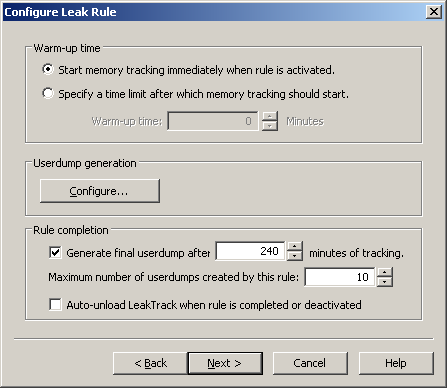 Configure Leak Rule
Warm-up time
Start memory tracking immediately when rule is activated.
Specify a time limit after which memory tracking should start.
Warm-up time: 0 Minutes
Userdump generation
Configure...
Rule completion
Generate final userdump after 240 minutes of tracking.
Maximum number of userdumps created by this rule: 10
Auto-unload LeakTrack when rule is completed or deactivated
< Back Next > Cancel Help